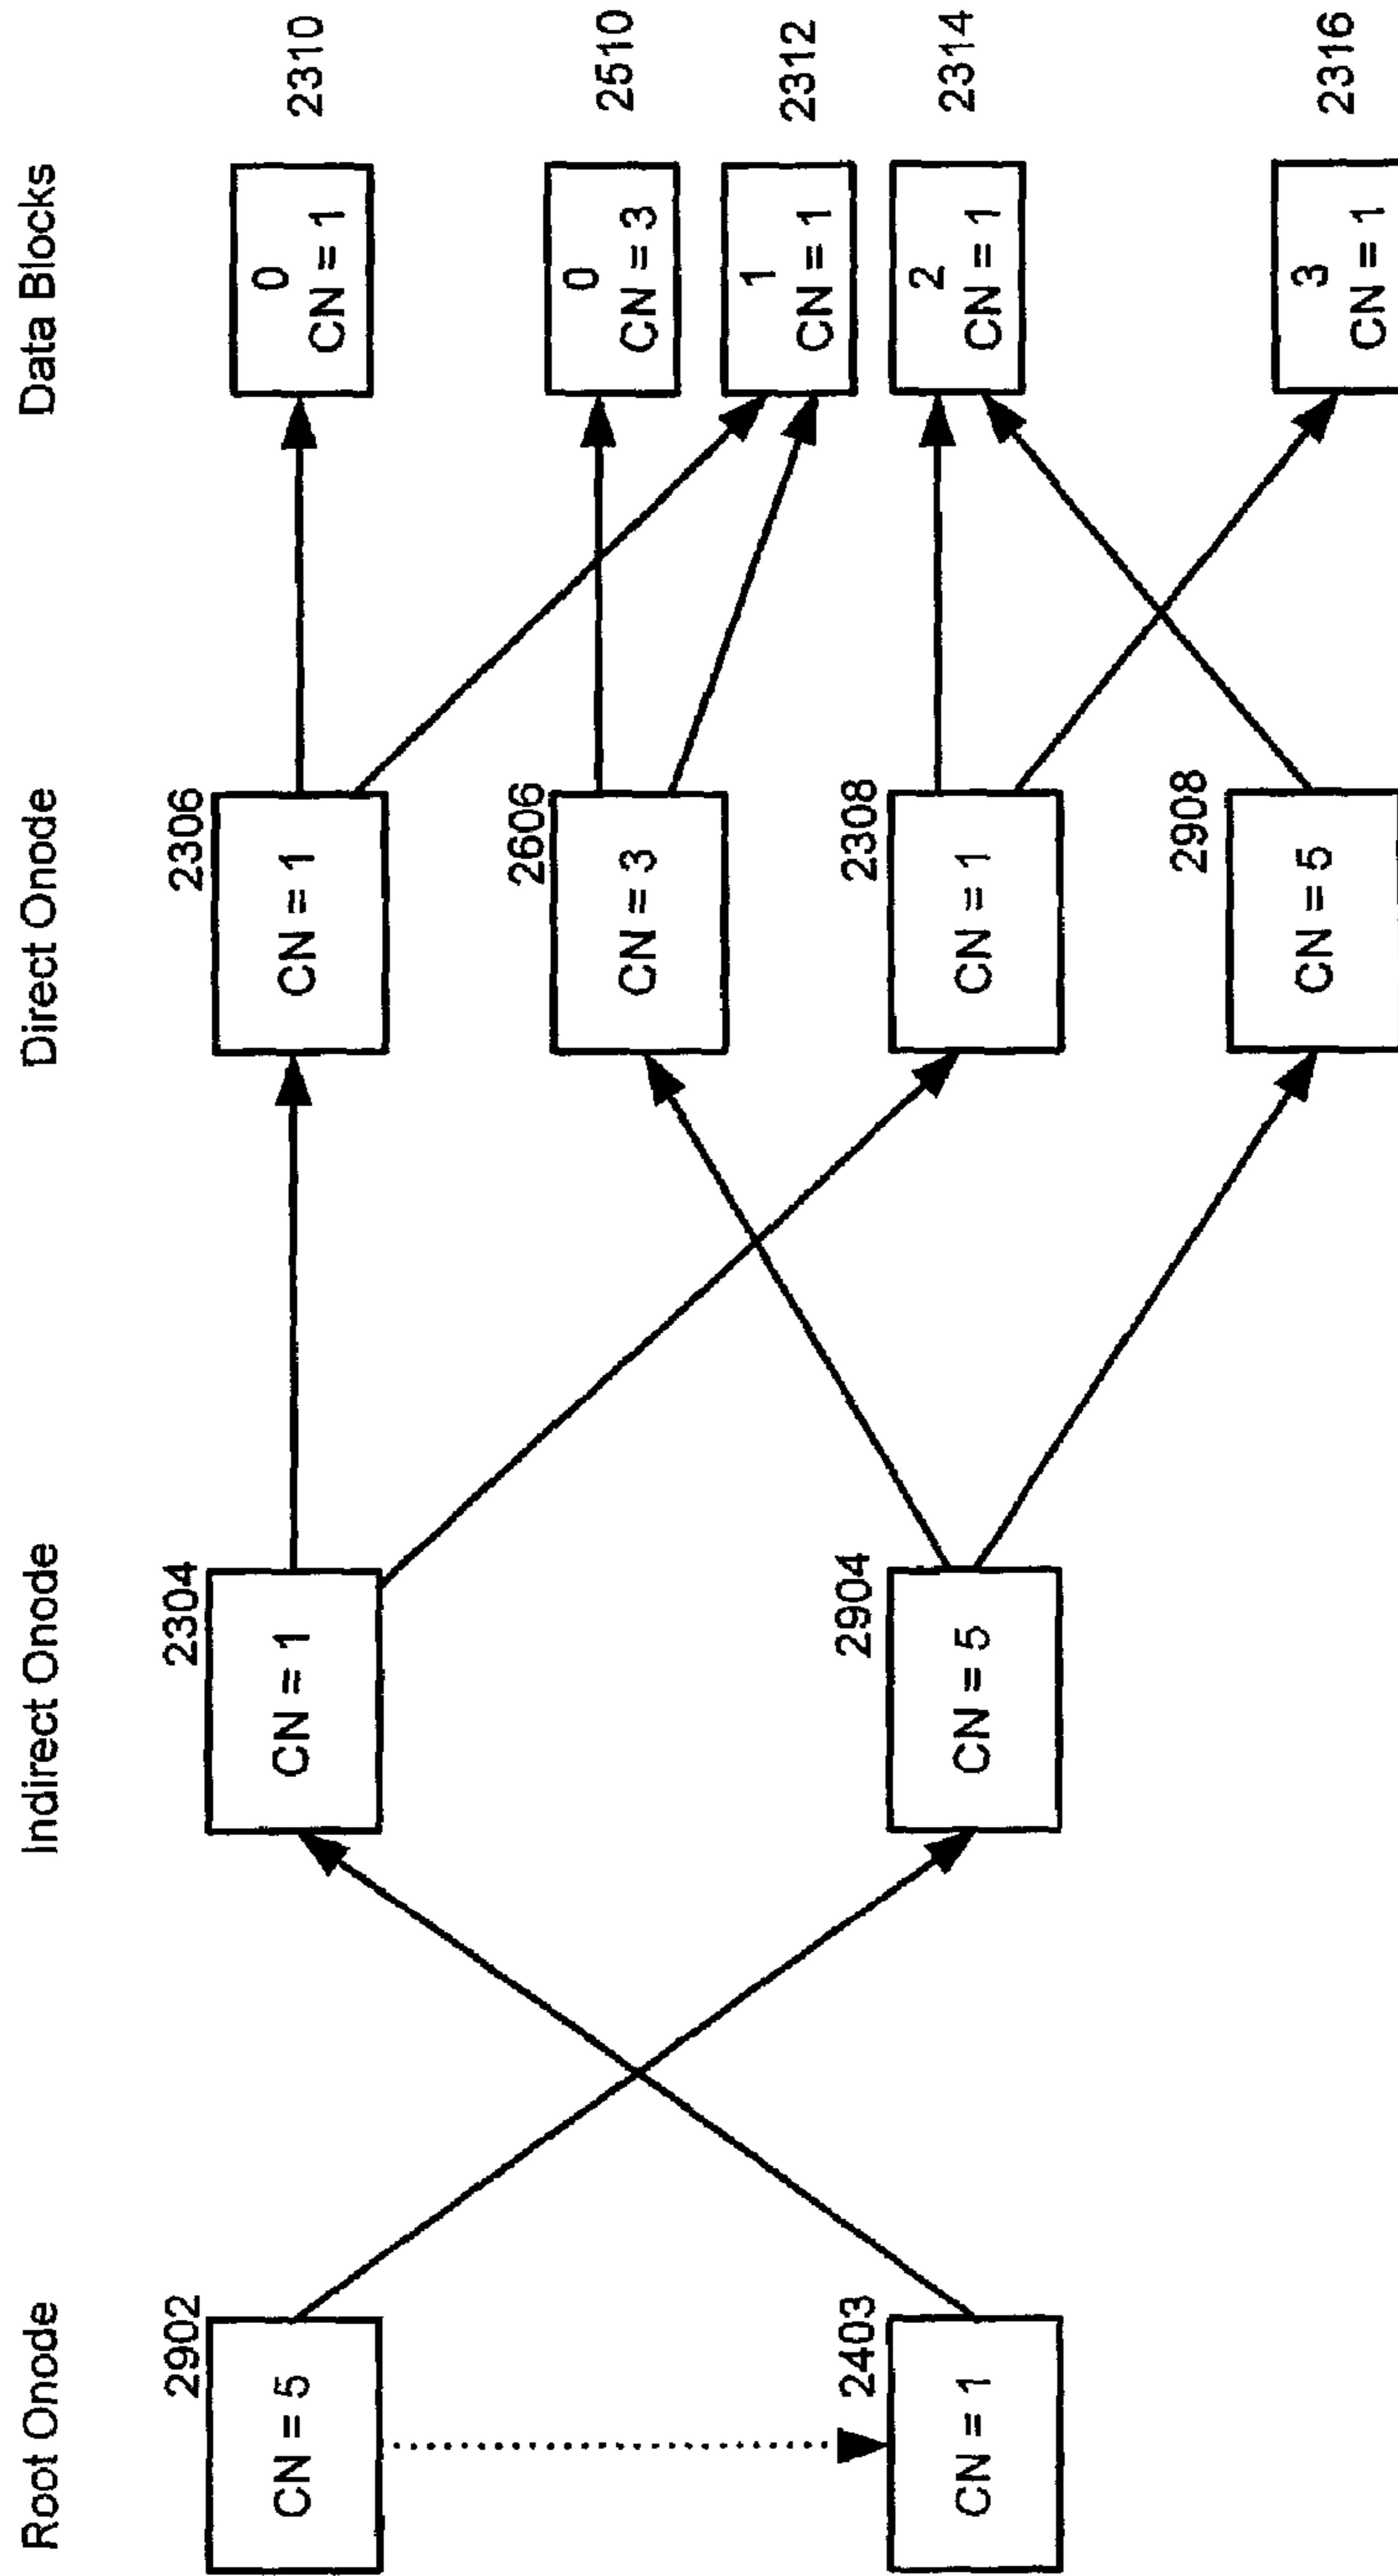 Root Onode
Indirect Onode
Direct Onode
Data Blocks
2902
CN = 5
2403
CN = 1
2304
CN = 1
2904
CN = 5
2306
CN = 1
2606
CN = 3
2308
CN = 1
2908
CN = 5
0
CN = 1
2310
0
CN = 3
2510
1
CN = 1
2312
2
CN = 1
2314
3
CN = 1
2316